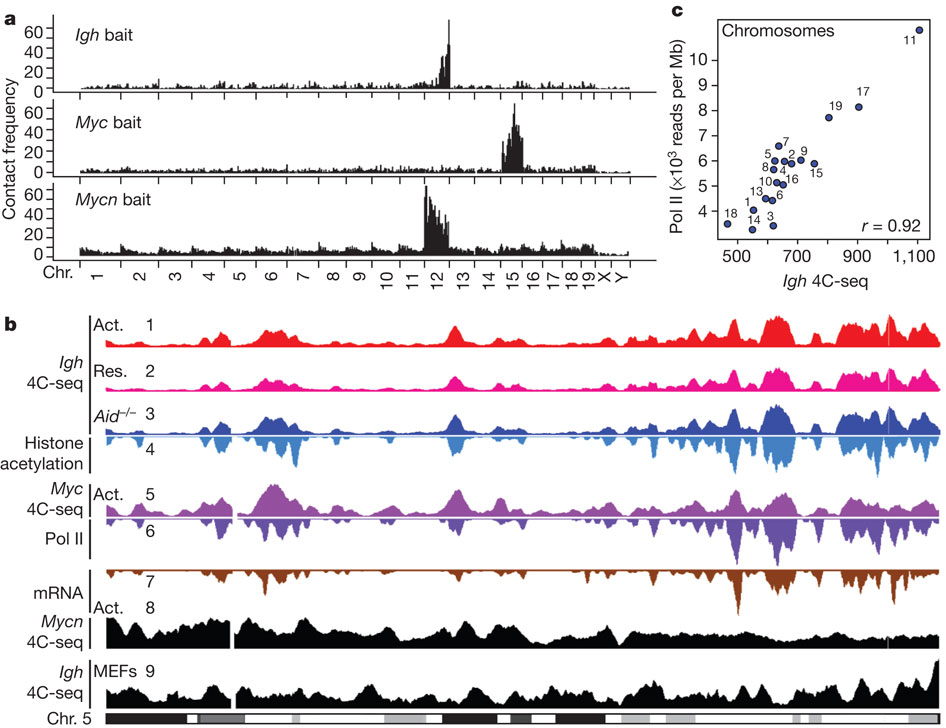 a
Igh bait
60
40
20
0
Myc bait
60
40
20
0
Mycn bait
60
40
20
0
Contact frequency
Chr. 1 2 3 4 5 6 7 8 9 10 11 12 13 14 15 16 17 18 19 X Y
c
Chromosomes
11
17
19
7
5 2 9
8 4 15
10 16
13 6
1
18 14 3
r = 0.92
10
9
8
7
6
5
4
Pol II (×10³ reads per Mb)
500 700 900 1,100
Igh 4C-seq
b
Act. 1
Igh
4C-seq
Res. 2
Aid–/– 3
Histone
acetylation
4
Myc
4C-seq
Act. 5
Pol II
6
mRNA
7
Act. 8
Mycn
4C-seq
Igh
4C-seq
MEFs 9
Chr. 5